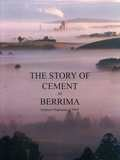 THE STORY OF
CEMENT
at
BERRIMA